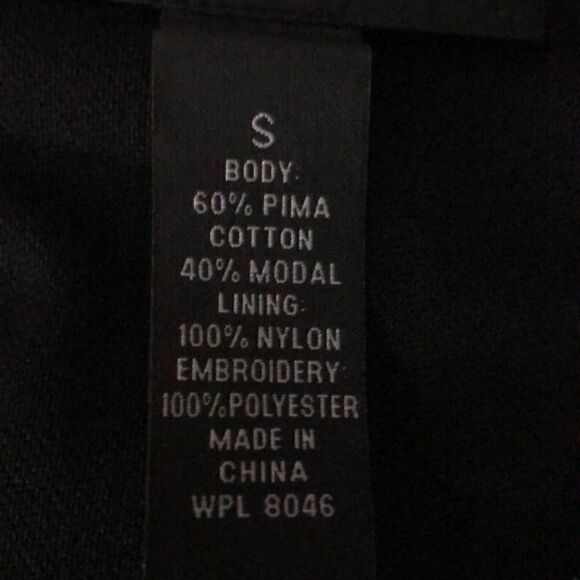 S
BODY:
60% PIMA
COTTON
40% MODAL
LINING:
100% NYLON
EMBROIDERY:
100%POLYESTER
MADE IN
CHINA
WPL 8046